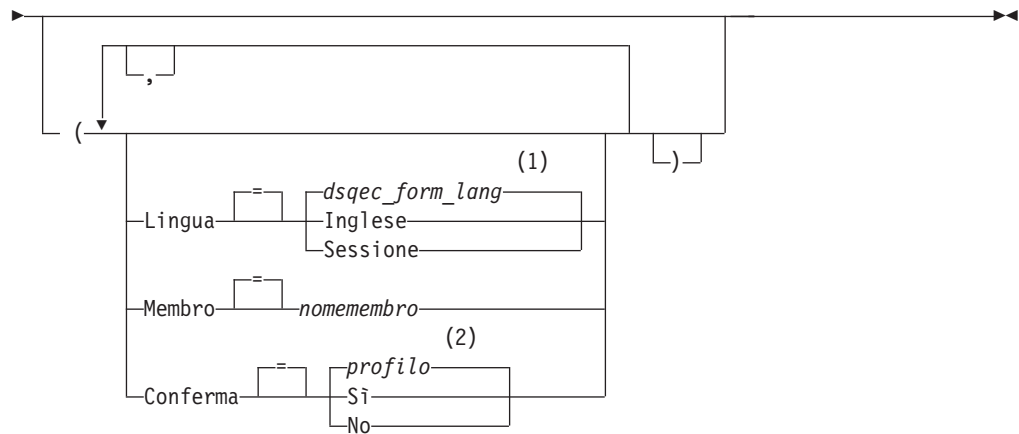 ,
(
(1)
)
= dsqec_form_lang
Lingua Inglese
Sessione
=
Membro nomemembro
(2)
= profilo
Conferma Sì
No